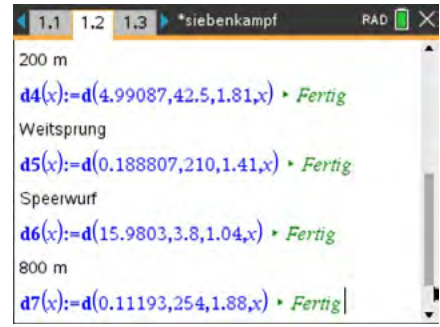 1.1 1.2 1.3 *siebenkampf RAD
200 m
d4(x):=d(4.99087,42.5,1.81,x) ▸ Fertig
Weitsprung
d5(x):=d(0.188807,210,1.41,x) ▸ Fertig
Speerwurf
d6(x):=d(15.9803,3.8,1.04,x) ▸ Fertig
800 m
d7(x):=d(0.11193,254,1.88,x) ▸ Fertig